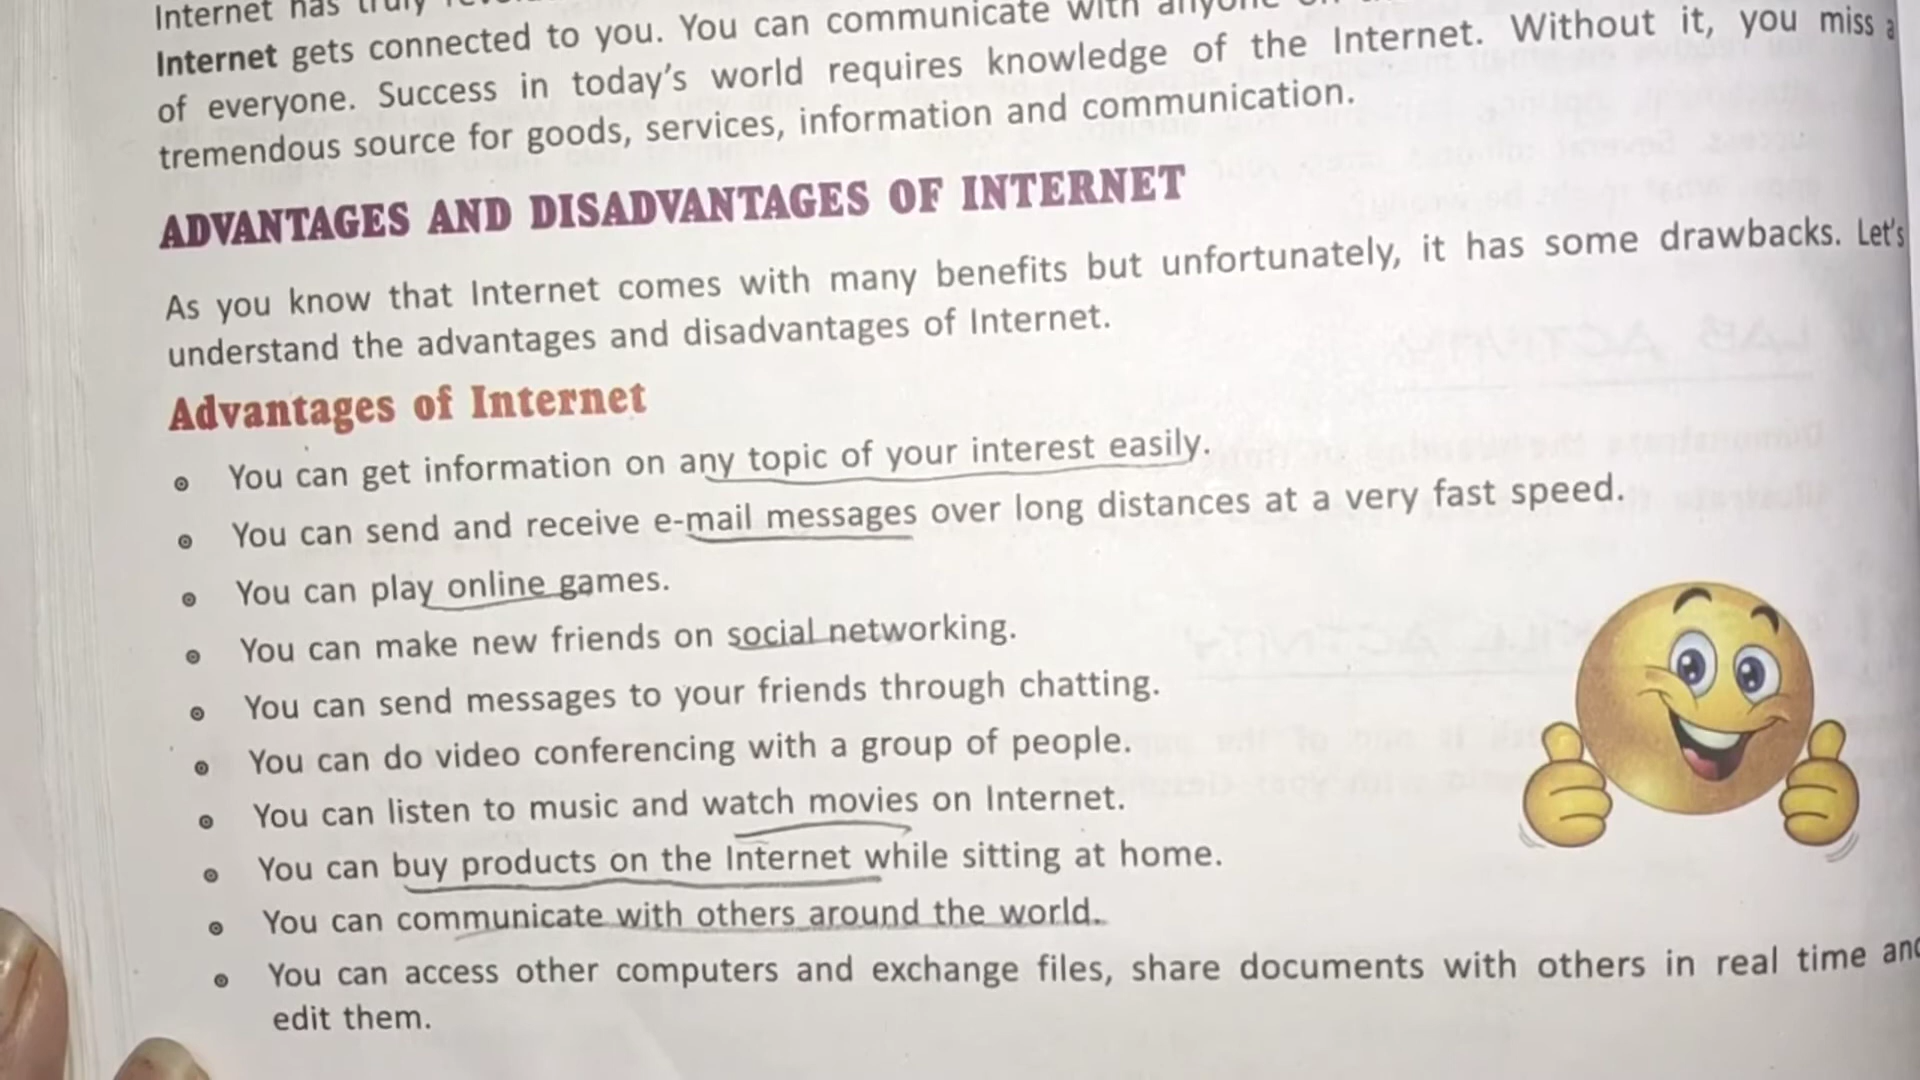 Internet has truly
Internet gets connected to you. You can communicate with anyone
of everyone. Success in today's world requires knowledge of the Internet. Without it, you miss a
tremendous source for goods, services, information and communication.
ADVANTAGES AND DISADVANTAGES OF INTERNET
As you know that Internet comes with many benefits but unfortunately, it has some drawbacks. Let's
understand the advantages and disadvantages of Internet.
Advantages of Internet
You can get information on any topic of your interest easily.
You can send and receive e-mail messages over long distances at a very fast speed.
You can play online games.
You can make new friends on social networking.
You can send messages to your friends through chatting.
You can do video conferencing with a group of people.
You can listen to music and watch movies on Internet.
You can buy products on the Internet while sitting at home.
You can communicate with others around the world.
You can access other computers and exchange files, share documents with others in real time and
edit them.